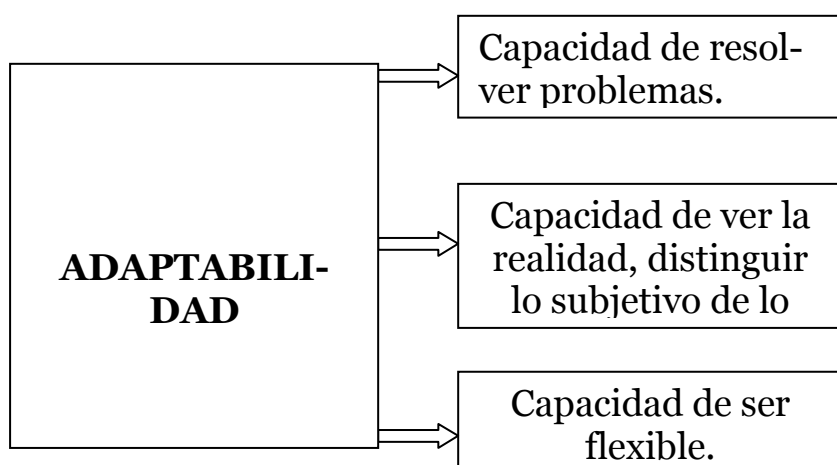 Capacidad de resol-
ver problemas.
ADAPTABILI-
DAD
Capacidad de ver la
realidad, distinguir
lo subjetivo de lo
Capacidad de ser
flexible.